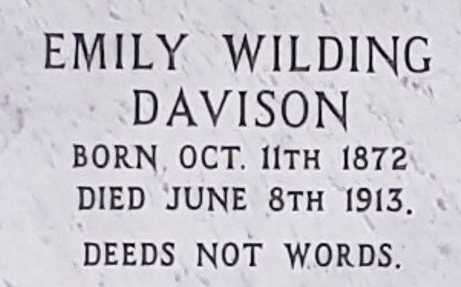 EMILY WILDING
DAVISON
BORN OCT. 11TH 1872
DIED JUNE 8TH 1913.
DEEDS NOT WORDS.